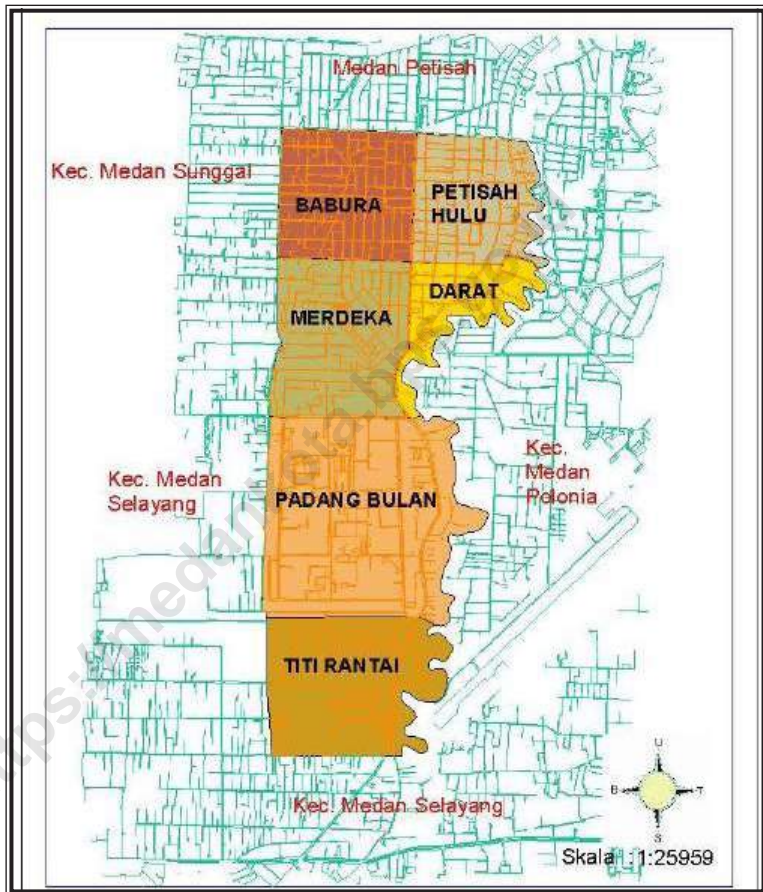 Medan Petisah
Kec. Medan Sunggal
BABURA
PETISAH
HULU
DARAT
MERDEKA
Kec. Medan
Selayang
Kec.
Medan
Polonia
PADANG BULAN
TITI RANTAI
Kec. Medan Selayang
U
B
T
S
Skala :1:25959